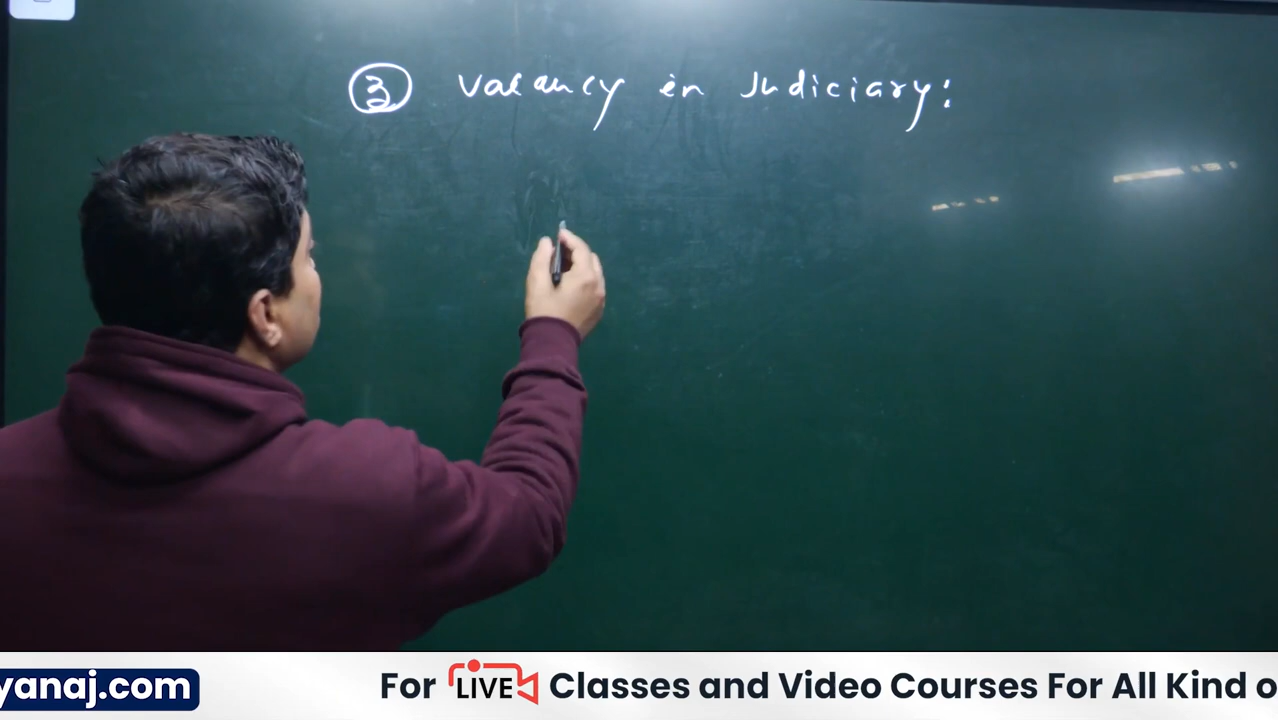 3 Vacancy in Judiciary:
yanaj.com For LIVE Classes and Video Courses For All Kind o